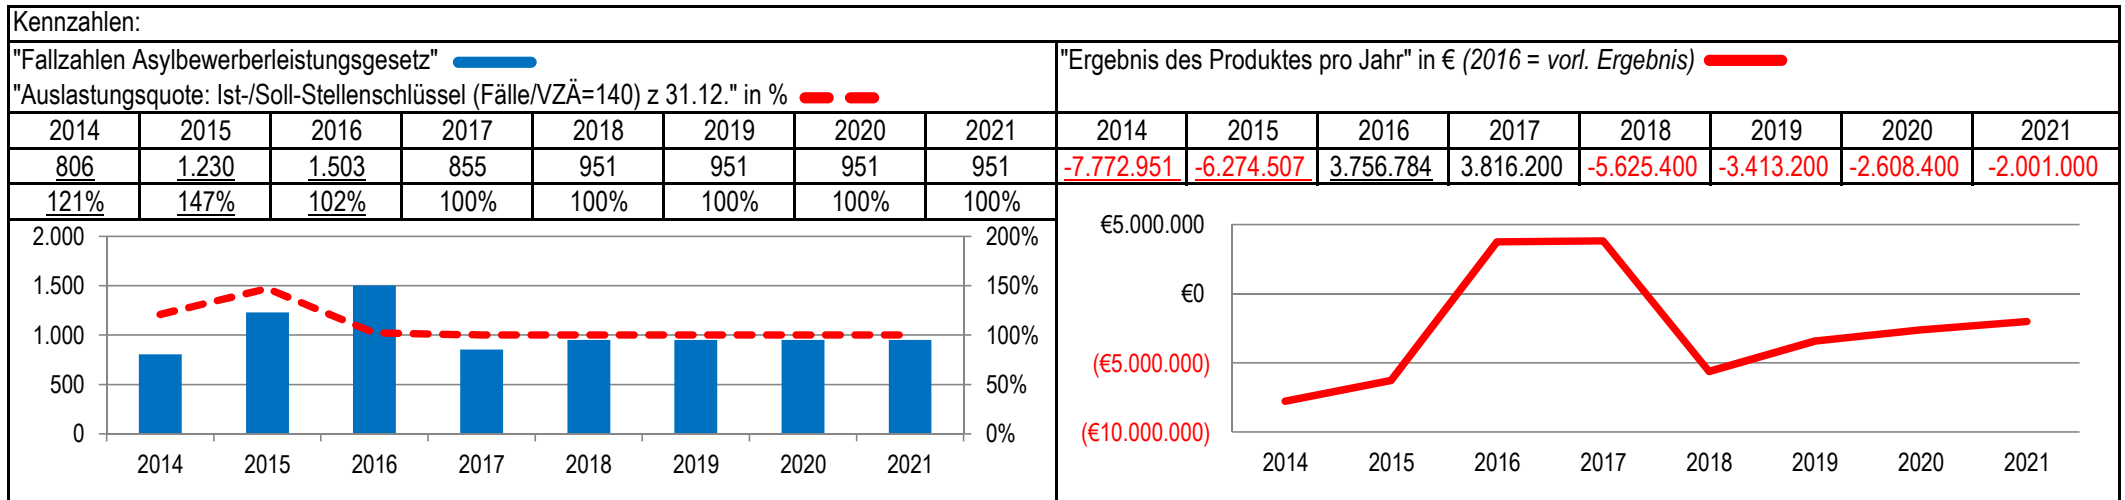 Kennzahlen:
"Fallzahlen Asylbewerberleistungsgesetz"
"Auslastungsquote: Ist-/Soll-Stellenschlüssel (Fälle/VZÄ=140) z 31.12." in %
2014 2015 2016 2017 2018 2019 2020 2021
806 1.230 1.503 855 951 951 951 951
121% 147% 102% 100% 100% 100% 100% 100%
2.000 200%
1.500 150%
1.000 100%
500 50%
0 0%
2014 2015 2016 2017 2018 2019 2020 2021
"Ergebnis des Produktes pro Jahr" in € (2016 = vorl. Ergebnis)
2014 2015 2016 2017 2018 2019 2020 2021
-7.772.951 -6.274.507 3.756.784 3.816.200 -5.625.400 -3.413.200 -2.608.400 -2.001.000
€5.000.000
€0
(€5.000.000)
(€10.000.000)
2014 2015 2016 2017 2018 2019 2020 2021